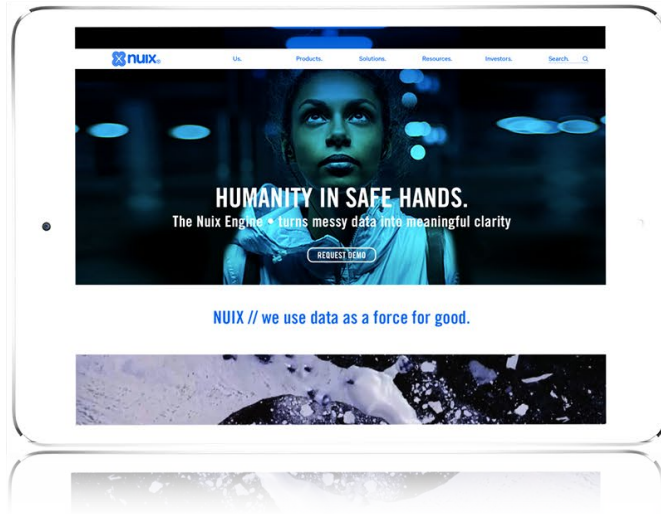 nuix®
Us. Products. Solutions. Resources. Investors. Search.
HUMANITY IN SAFE HANDS.
The Nuix Engine • turns messy data into meaningful clarity
REQUEST DEMO
NUIX // we use data as a force for good.